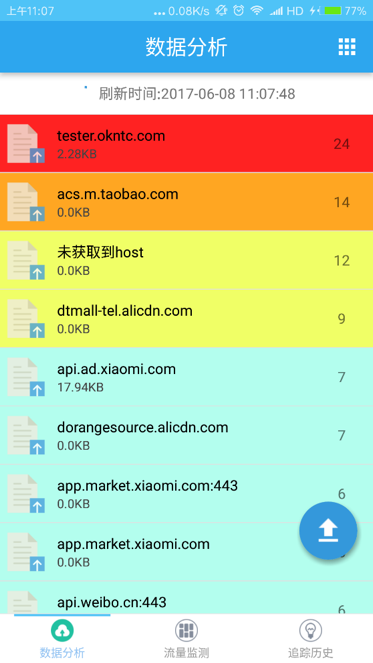 上午11:07
...0.08K/s HD 77%
数据分析
刷新时间:2017-06-08 11:07:48
tester.okntc.com
24
2.28KB
acs.m.taobao.com
14
0.0KB
未获取到host
12
0.0KB
dtmall-tel.alicdn.com
9
0.0KB
api.ad.xiaomi.com
7
17.94KB
dorangesource.alicdn.com
7
0.0KB
app.market.xiaomi.com:443
6
0.0KB
app.market.xiaomi.com
0.0KB
api.weibo.cn:443
6
数据分析
流量监测
追踪历史